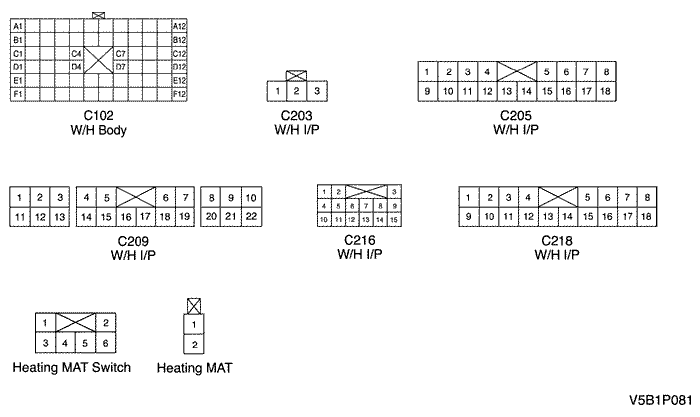 A1 A12
B1 B12
C1 C4 C7 C12
D1 D4 D7 D12
E1 E12
F1 F12
C102
W/H Body
1 2 3
C203
W/H I/P
1 2 3 4 5 6 7 8
9 10 11 12 13 14 15 16 17 18
C205
W/H I/P
1 2 3 4 5 6 7 8 9 10
11 12 13 14 15 16 17 18 19 20 21 22
C209
W/H I/P
1 2 3
4 5 6 7 8 9
10 11 12 13 14 15
C216
W/H I/P
1 2 3 4 5 6 7 8
9 10 11 12 13 14 15 16 17 18
C218
W/H I/P
1 2
3 4 5 6
Heating MAT Switch
1
2
Heating MAT
V5B1P081